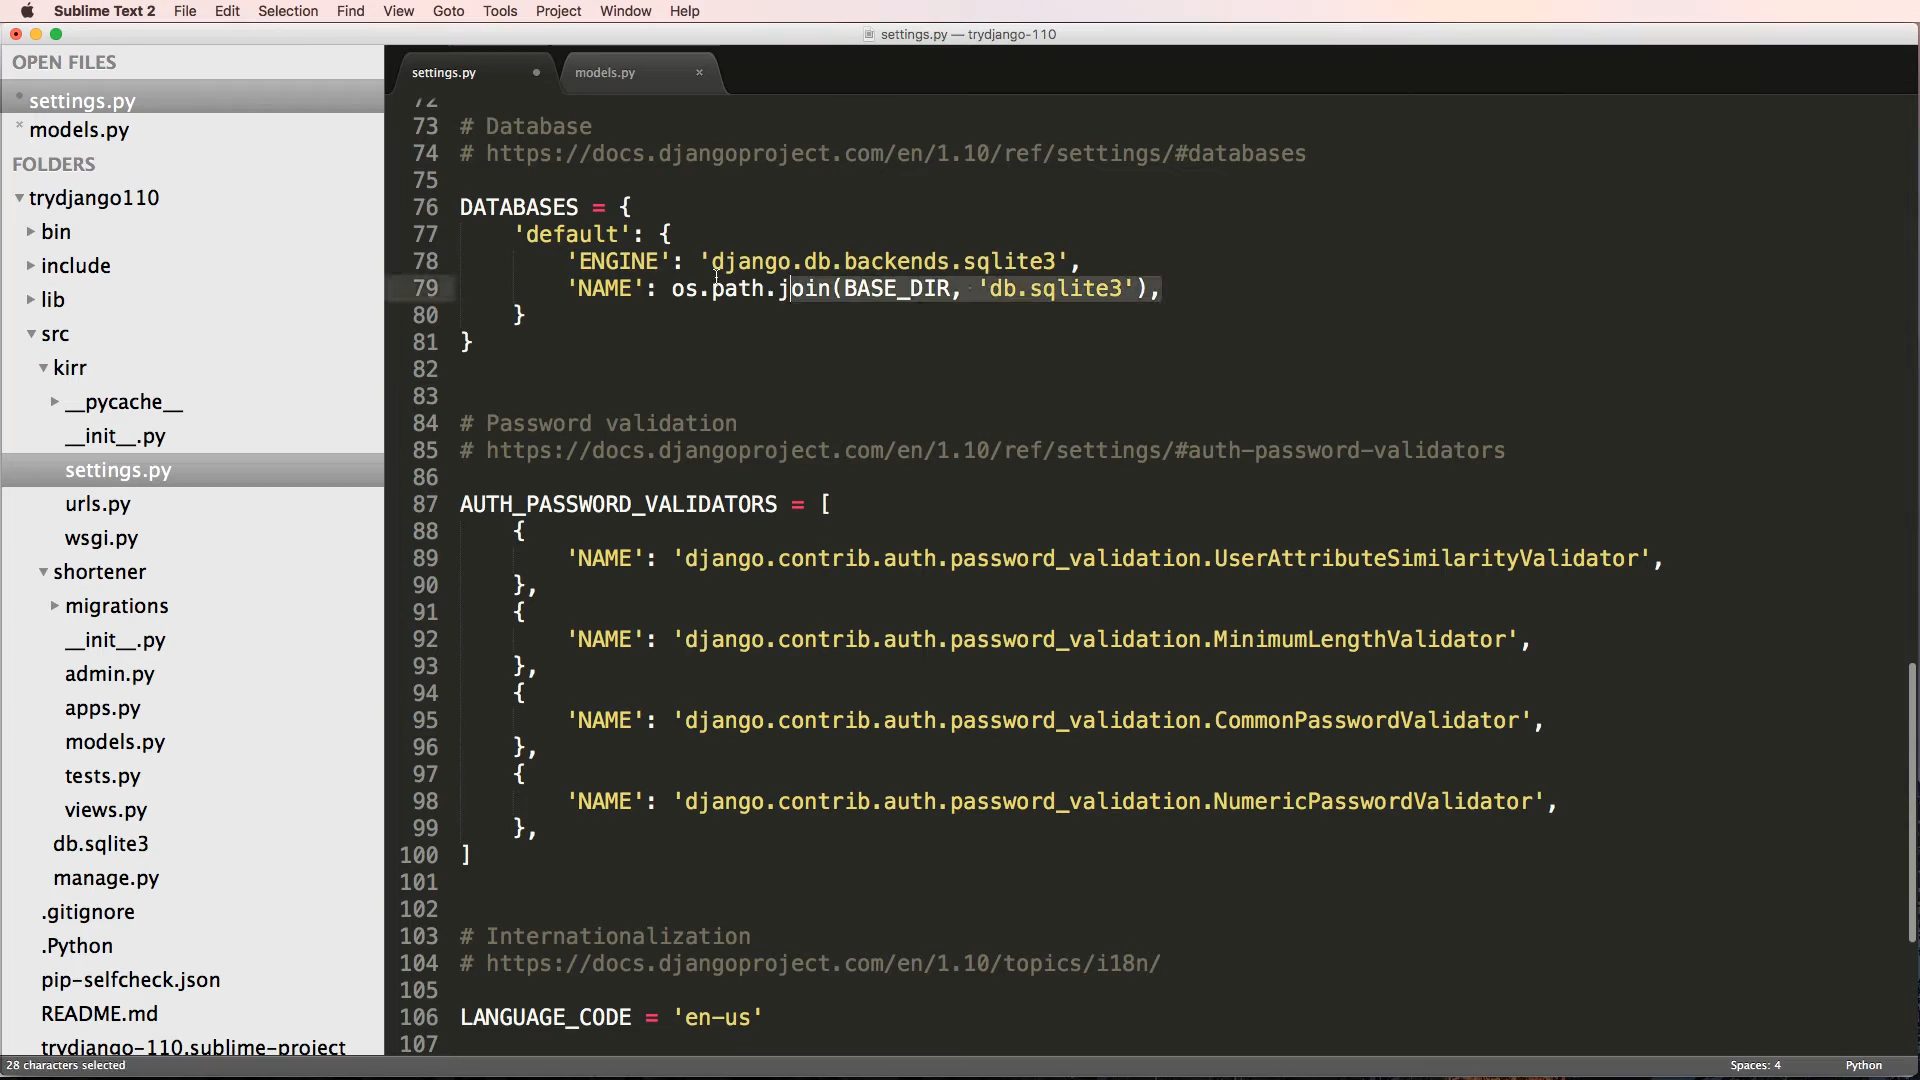 Sublime Text 2 File Edit Selection Find View Goto Tools Project Window Help
settings.py — trydjango-110
OPEN FILES
settings.py
models.py
FOLDERS
trydjango110
bin
include
lib
src
kirr
__pycache__
__init__.py
settings.py
urls.py
wsgi.py
shortener
migrations
__init__.py
admin.py
apps.py
models.py
tests.py
views.py
db.sqlite3
manage.py
.gitignore
.Python
pip-selfcheck.json
README.md
trydjango-110.sublime-project
settings.py models.py ×
72
73 # Database
74 # https://docs.djangoproject.com/en/1.10/ref/settings/#databases
75
76 DATABASES = {
77 'default': {
78 'ENGINE': 'django.db.backends.sqlite3',
79 'NAME': os.path.join(BASE_DIR, 'db.sqlite3'),
80 }
81 }
82
83
84 # Password validation
85 # https://docs.djangoproject.com/en/1.10/ref/settings/#auth-password-validators
86
87 AUTH_PASSWORD_VALIDATORS = [
88 {
89 'NAME': 'django.contrib.auth.password_validation.UserAttributeSimilarityValidator',
90 },
91 {
92 'NAME': 'django.contrib.auth.password_validation.MinimumLengthValidator',
93 },
94 {
95 'NAME': 'django.contrib.auth.password_validation.CommonPasswordValidator',
96 },
97 {
98 'NAME': 'django.contrib.auth.password_validation.NumericPasswordValidator',
99 },
100 ]
101
102
103 # Internationalization
104 # https://docs.djangoproject.com/en/1.10/topics/i18n/
105
106 LANGUAGE_CODE = 'en-us'
107
28 characters selected Spaces: 4 Python